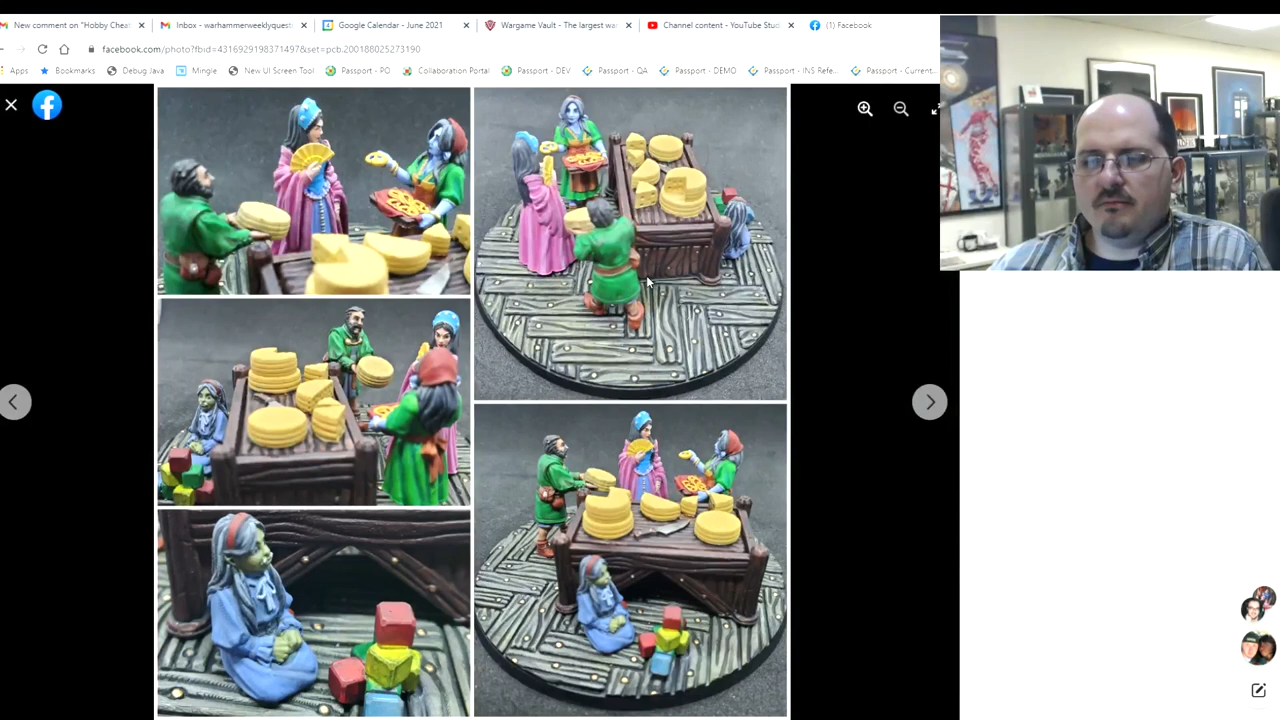 New comment on "Hobby Cheat
Inbox - warhammerweeklyquest
Google Calendar - June 2021
Wargame Vault - The largest wa
Channel content - YouTube Stud
(1) Facebook
facebook.com/photo?fbid=4316929198371497&set=pcb.200188025273190
Apps
Bookmarks
Debug Java
Mingle
New UI Screen Tool
Passport - PO
Collaboration Portal
Passport - DEV
Passport - QA
Passport - DEMO
Passport - INS Refe...
Passport - Current...